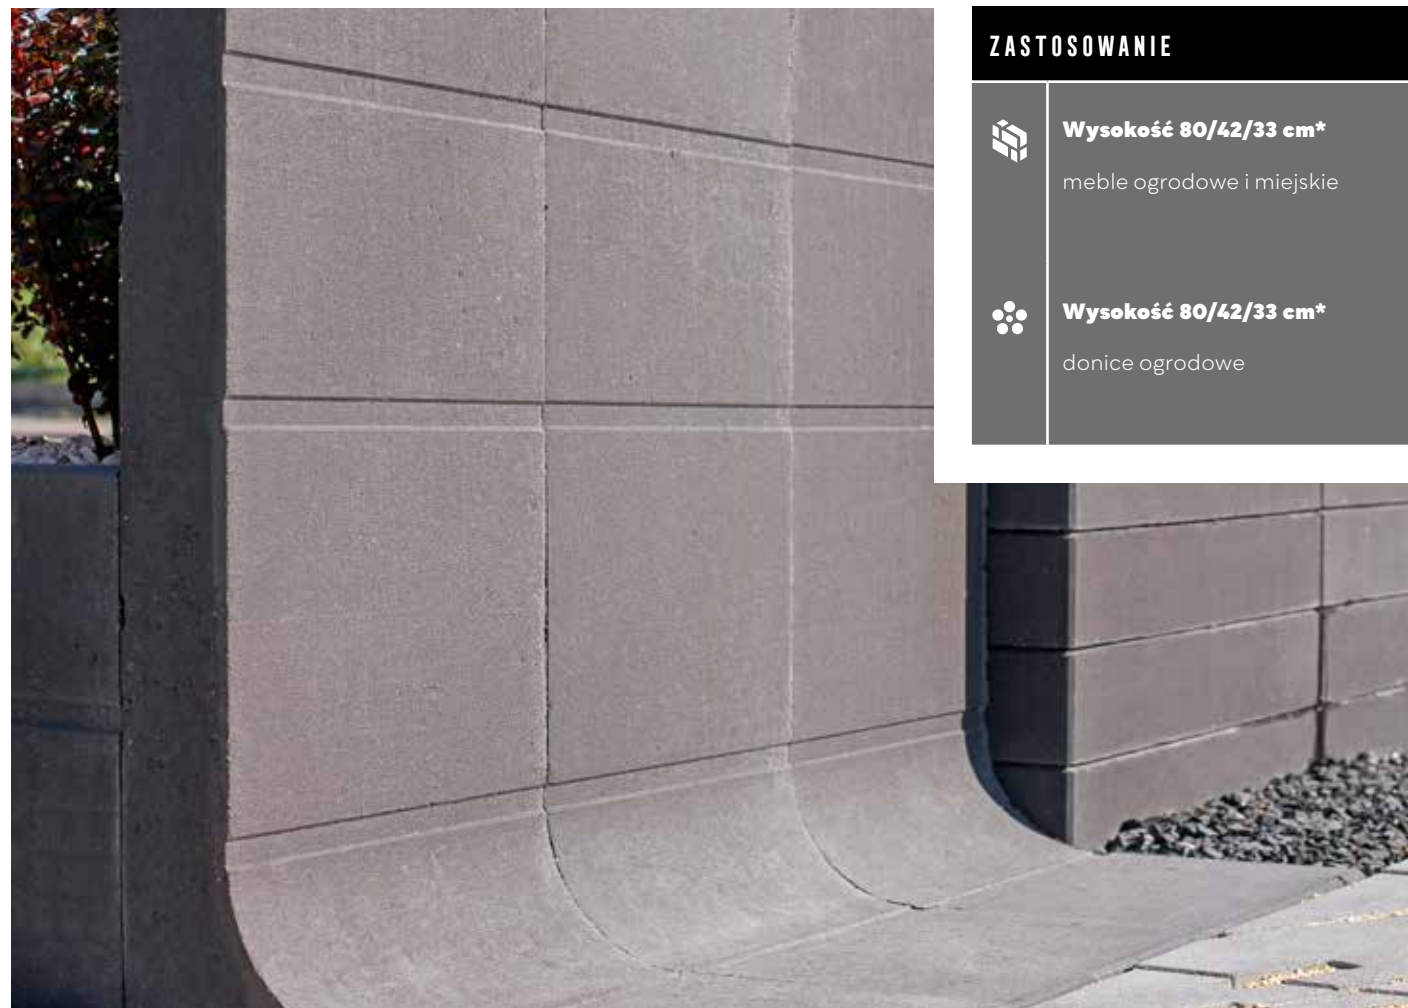 ZASTOSOWANIE
Wysokość 80/42/33 cm*
meble ogrodowe i miejskie
Wysokość 80/42/33 cm*
donice ogrodowe